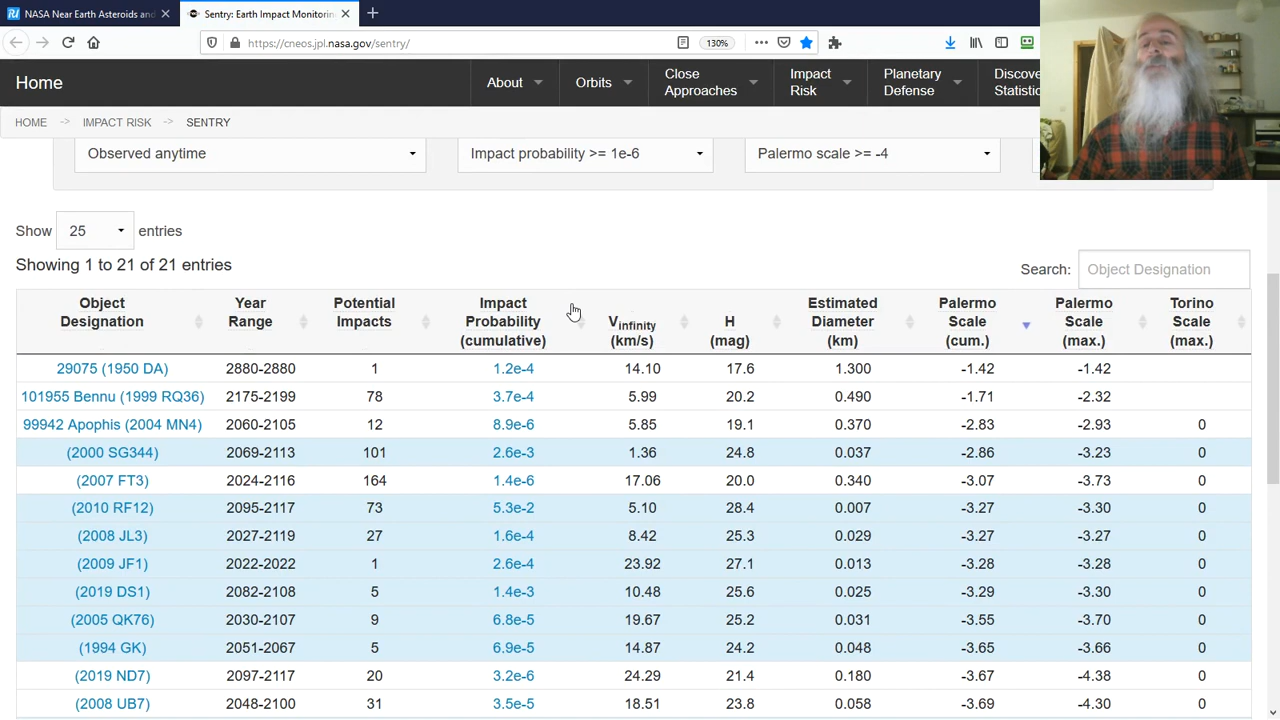 NASA Near Earth Asteroids and
Sentry: Earth Impact Monitorin
https://cneos.jpl.nasa.gov/sentry/
130%
Home
About
Orbits
Close Approaches
Impact Risk
Planetary Defense
Discove Statistic
HOME -> IMPACT RISK -> SENTRY
Observed anytime
Impact probability >= 1e-6
Palermo scale >= -4
Show 25 entries
Showing 1 to 21 of 21 entries
Search: Object Designation
Object Designation Year Range Potential Impacts Impact Probability (cumulative) Vinfinity (km/s) H (mag) Estimated Diameter (km) Palermo Scale (cum.) Palermo Scale (max.) Torino Scale (max.)
29075 (1950 DA) 2880-2880 1 1.2e-4 14.10 17.6 1.300 -1.42 -1.42
101955 Bennu (1999 RQ36) 2175-2199 78 3.7e-4 5.99 20.2 0.490 -1.71 -2.32
99942 Apophis (2004 MN4) 2060-2105 12 8.9e-6 5.85 19.1 0.370 -2.83 -2.93 0
(2000 SG344) 2069-2113 101 2.6e-3 1.36 24.8 0.037 -2.86 -3.23 0
(2007 FT3) 2024-2116 164 1.4e-6 17.06 20.0 0.340 -3.07 -3.73 0
(2010 RF12) 2095-2117 73 5.3e-2 5.10 28.4 0.007 -3.27 -3.30 0
(2008 JL3) 2027-2119 27 1.6e-4 8.42 25.3 0.029 -3.27 -3.27 0
(2009 JF1) 2022-2022 1 2.6e-4 23.92 27.1 0.013 -3.28 -3.28 0
(2019 DS1) 2082-2108 5 1.4e-3 10.48 25.6 0.025 -3.29 -3.30 0
(2005 QK76) 2030-2107 9 6.8e-5 19.67 25.2 0.031 -3.55 -3.70 0
(1994 GK) 2051-2067 5 6.9e-5 14.87 24.2 0.048 -3.65 -3.66 0
(2019 ND7) 2097-2117 20 3.2e-6 24.29 21.4 0.180 -3.67 -4.38 0
(2008 UB7) 2048-2100 31 3.5e-5 18.51 23.8 0.058 -3.69 -4.30 0